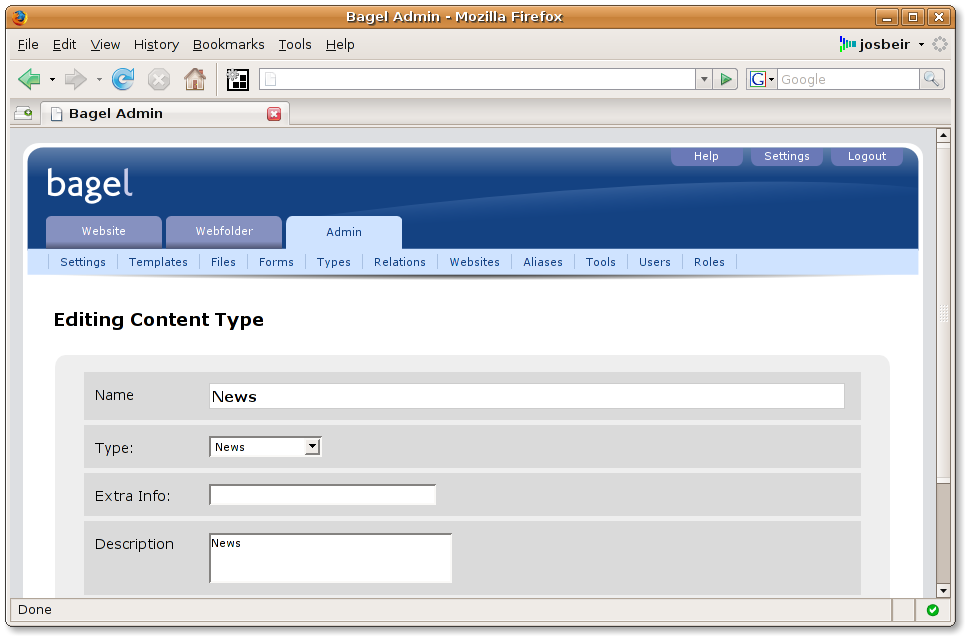 Bagel Admin - Mozilla Firefox
File Edit View History Bookmarks Tools Help josbeir
G Google
Bagel Admin
Help Settings Logout
bagel
Website Webfolder Admin
Settings Templates Files Forms Types Relations Websites Aliases Tools Users Roles
Editing Content Type
Name News
Type: News
Extra Info:
Description News
Done